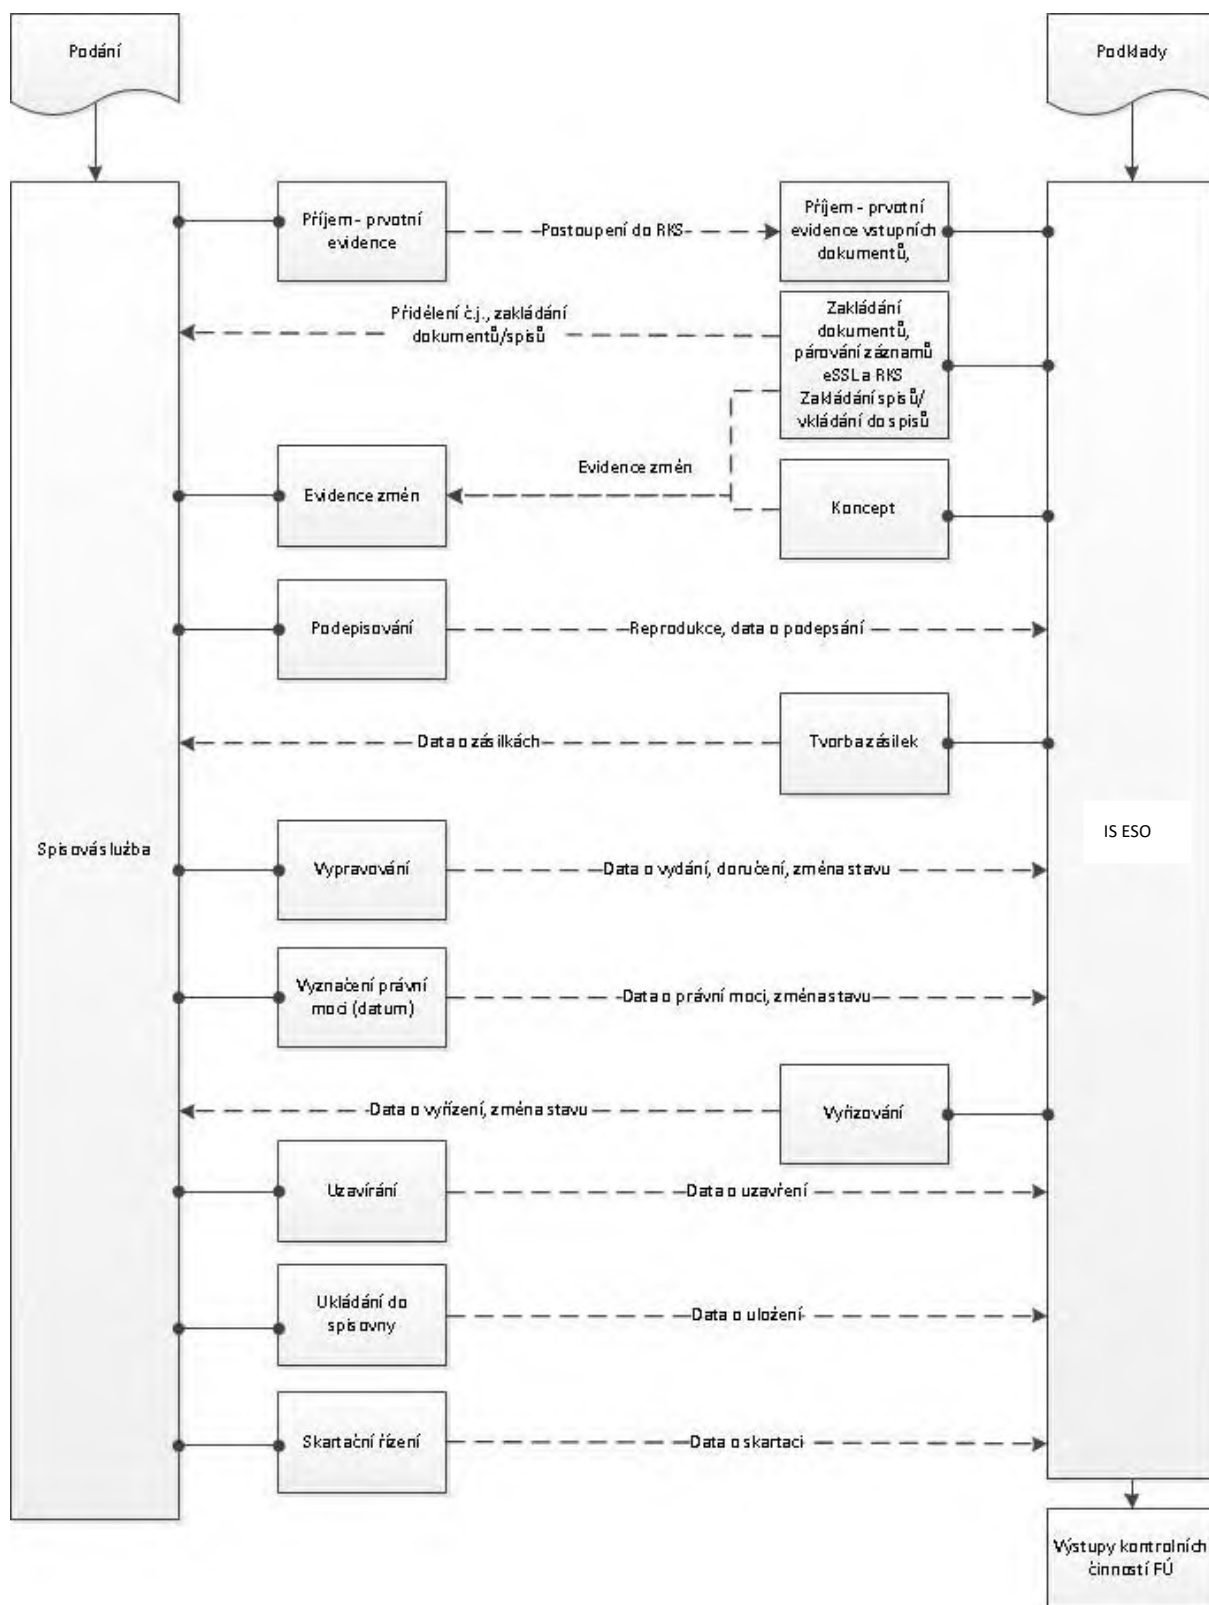 Podání
Podklady
Příjem - prvotní
evidence
Postoupení do RKS
Příjem - prvotní
evidence vstupních
dokumentů,
Přidělení č.j., zakládání
dokumentů/spisů
Zakládání
dokumentů,
párování záznamů
eSSL a RKS
Zakládání spisů/
vkládání do spisů
Evidence změn
Evidence změn
Koncept
Podepisování
Reprodukce, data o podepsání
Data o zásilkách
Tvorba zásilek
Spisová služba
IS ESO
Vypravování
Data o vydání, doručení, změna stavu
Vyznačení právní
moci (datum)
Data o právní moci, změna stavu
Data o vyřízení, změna stavu
Vyřizování
Uzavírání
Data o uzavření
Ukládání do
spisovny
Data o uložení
Skartační řízení
Data o skartaci
Výstupy kontrolních
činností FÚ